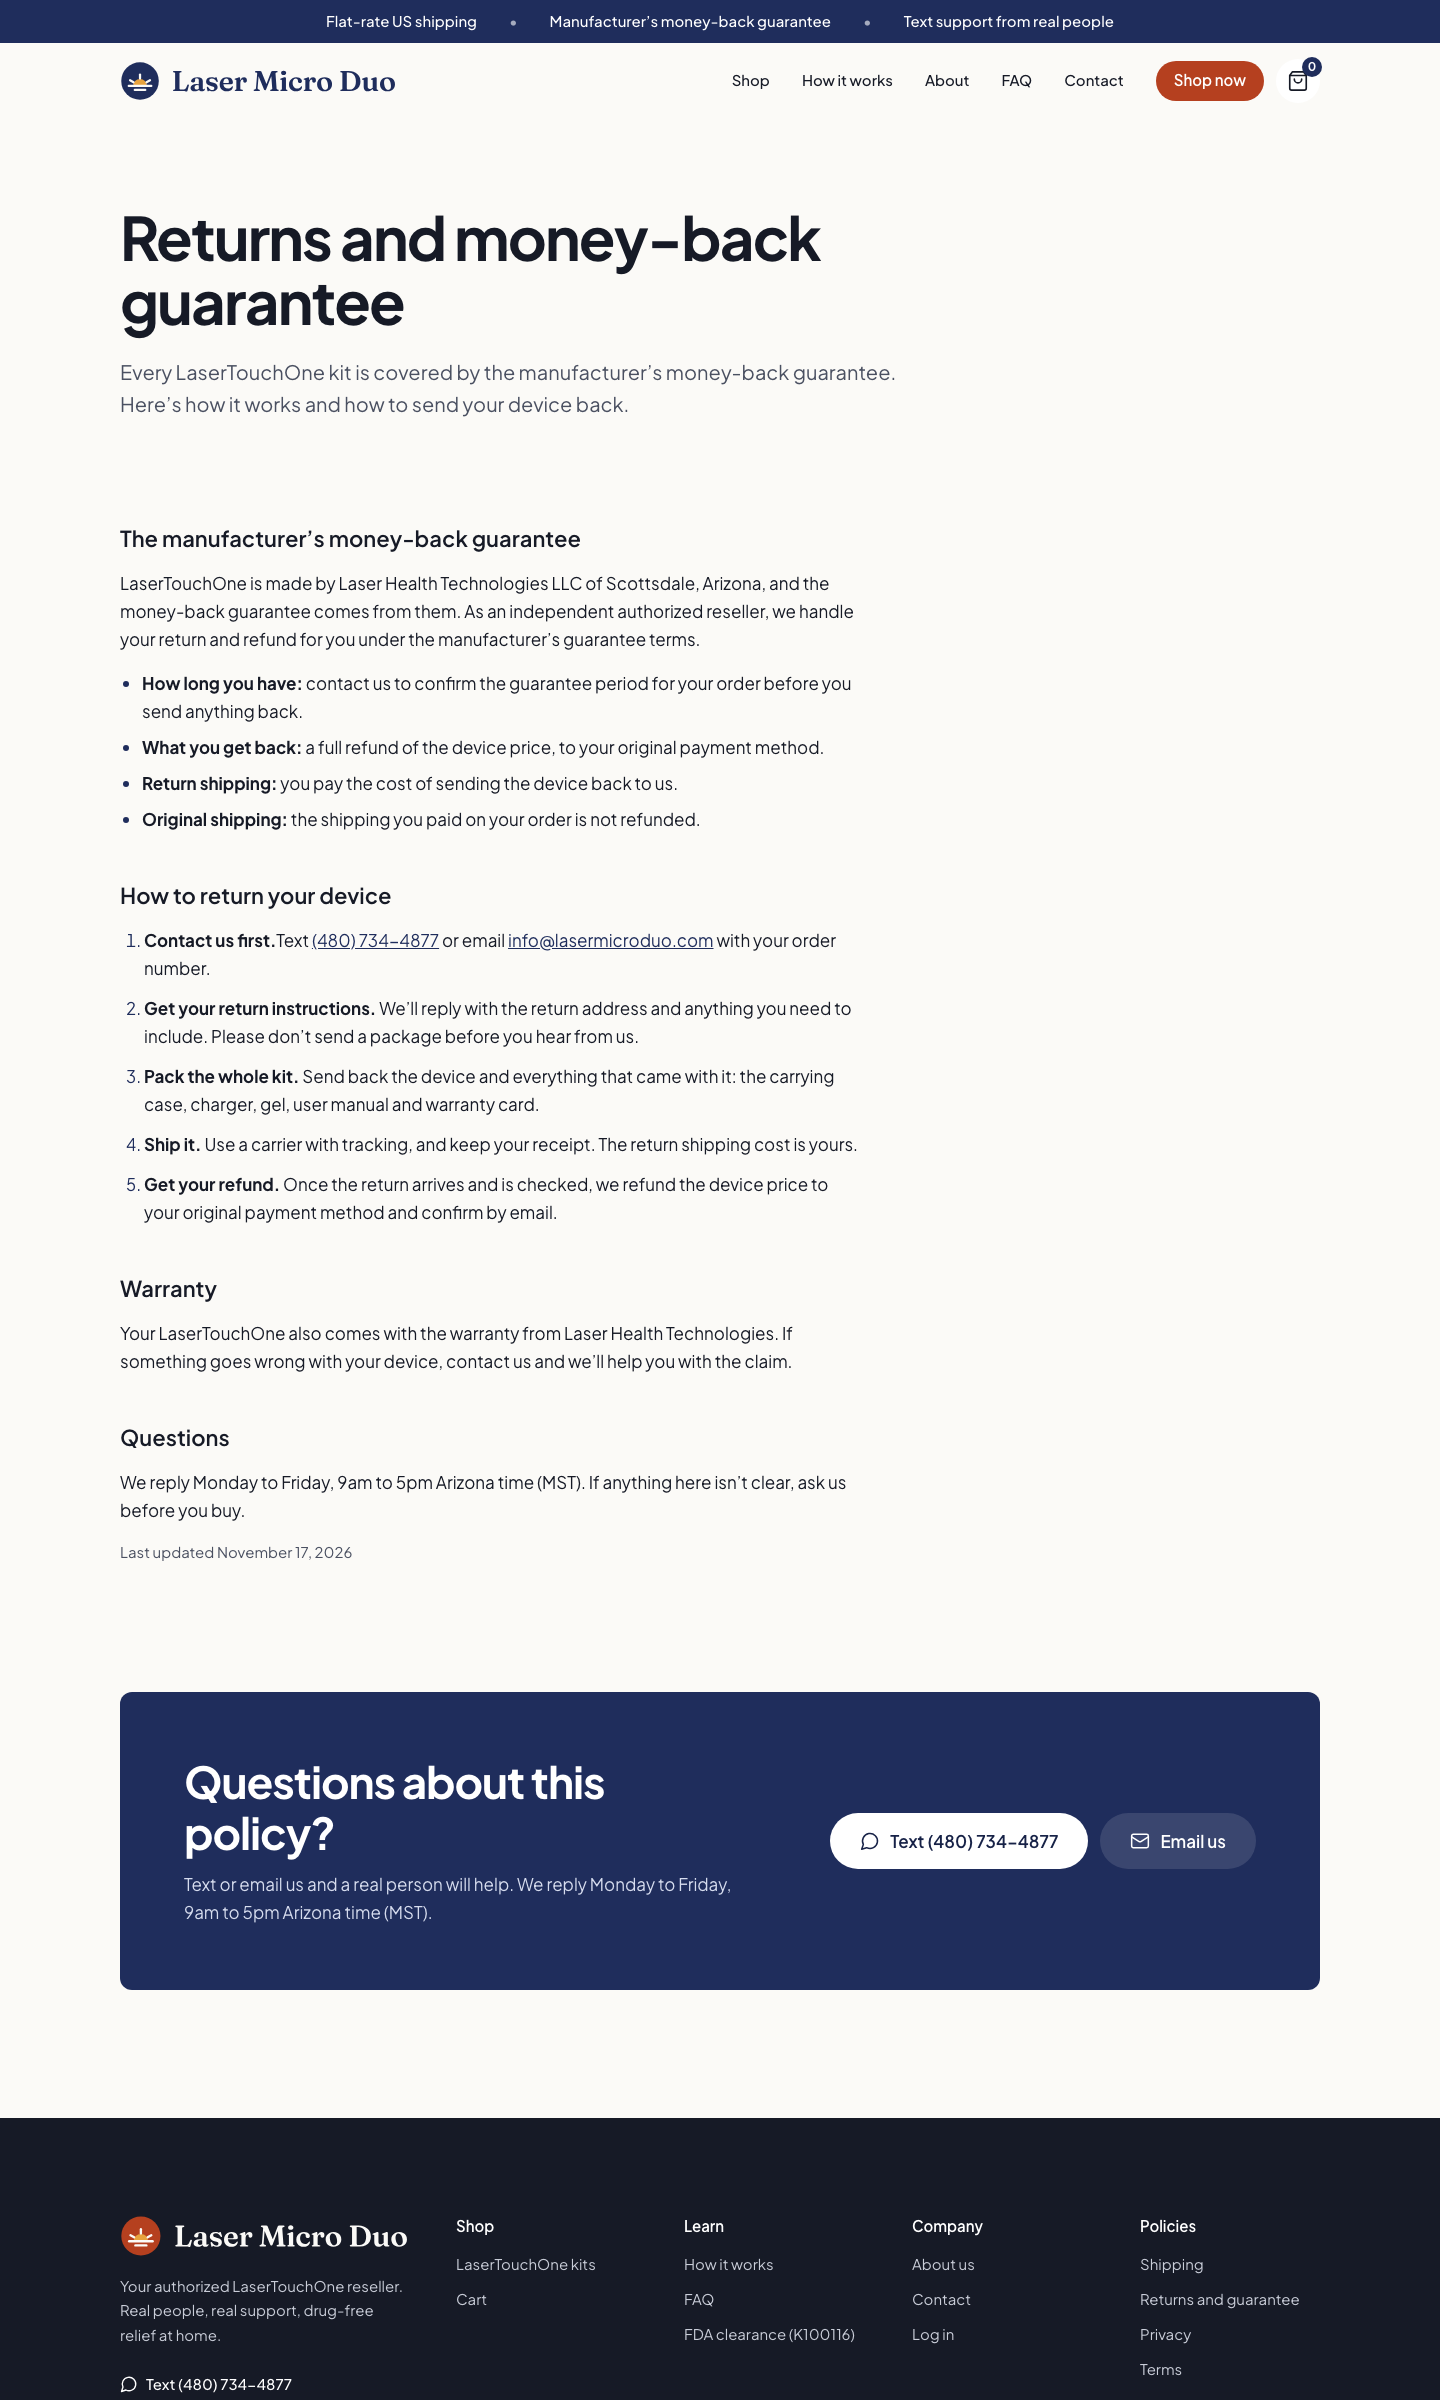 Flat-rate US shipping • Manufacturer’s money-back guarantee • Text support from real people
Laser Micro Duo
Shop How it works About FAQ Contact Shop now 0
Returns and money-back
guarantee
Every LaserTouchOne kit is covered by the manufacturer’s money-back guarantee.
Here’s how it works and how to send your device back.
The manufacturer’s money-back guarantee
LaserTouchOne is made by Laser Health Technologies LLC of Scottsdale, Arizona, and the
money-back guarantee comes from them. As an independent authorized reseller, we handle
your return and refund for you under the manufacturer’s guarantee terms.
• How long you have: contact us to confirm the guarantee period for your order before you
send anything back.
• What you get back: a full refund of the device price, to your original payment method.
• Return shipping: you pay the cost of sending the device back to us.
• Original shipping: the shipping you paid on your order is not refunded.
How to return your device
1. Contact us first.Text (480) 734-4877 or email info@lasermicroduo.com with your order
number.
2. Get your return instructions. We’ll reply with the return address and anything you need to
include. Please don’t send a package before you hear from us.
3. Pack the whole kit. Send back the device and everything that came with it: the carrying
case, charger, gel, user manual and warranty card.
4. Ship it. Use a carrier with tracking, and keep your receipt. The return shipping cost is yours.
5. Get your refund. Once the return arrives and is checked, we refund the device price to
your original payment method and confirm by email.
Warranty
Your LaserTouchOne also comes with the warranty from Laser Health Technologies. If
something goes wrong with your device, contact us and we’ll help you with the claim.
Questions
We reply Monday to Friday, 9am to 5pm Arizona time (MST). If anything here isn’t clear, ask us
before you buy.
Last updated November 17, 2026
Questions about this
policy?
Text or email us and a real person will help. We reply Monday to Friday,
9am to 5pm Arizona time (MST).
Text (480) 734-4877
Email us
Laser Micro Duo
Your authorized LaserTouchOne reseller.
Real people, real support, drug-free
relief at home.
Text (480) 734-4877
Shop
LaserTouchOne kits
Cart
Learn
How it works
FAQ
FDA clearance (K100116)
Company
About us
Contact
Log in
Policies
Shipping
Returns and guarantee
Privacy
Terms